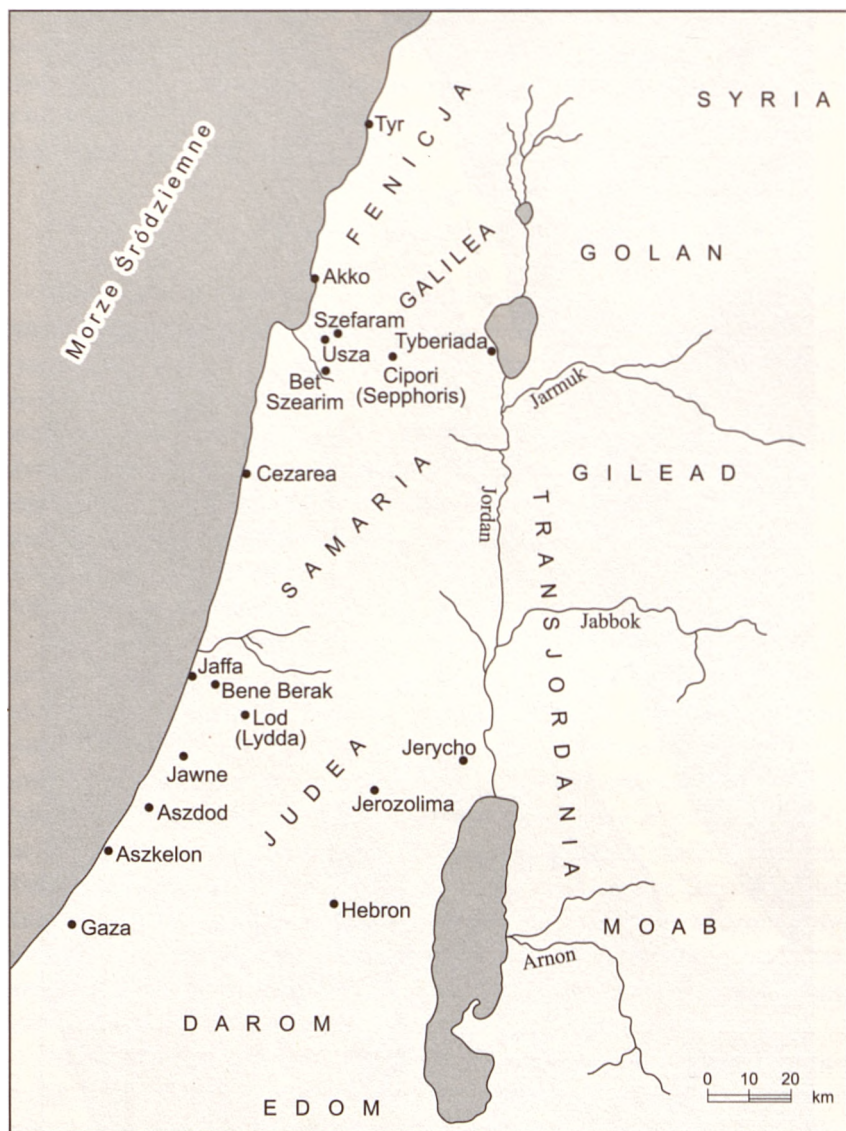 SYRIA
Tyr
FENICJA
Morze Śródziemne
GALILEA
GOLAN
Akko
Szefaram
Usza
Tyberiada
Cipori
(Sepphoris)
Bet
Szearim
Jarmuk
Cezarea
SAMARIA
GILEAD
Jordan
TRANSJORDANIA
Jabbok
Jaffa
Bene Berak
Lod
(Lydda)
Jawne
JUDEA
Jerycho
Jerozolima
Aszdod
Aszkelon
Hebron
Gaza
MOAB
Arnon
DAROM
EDOM
0 10 20
km